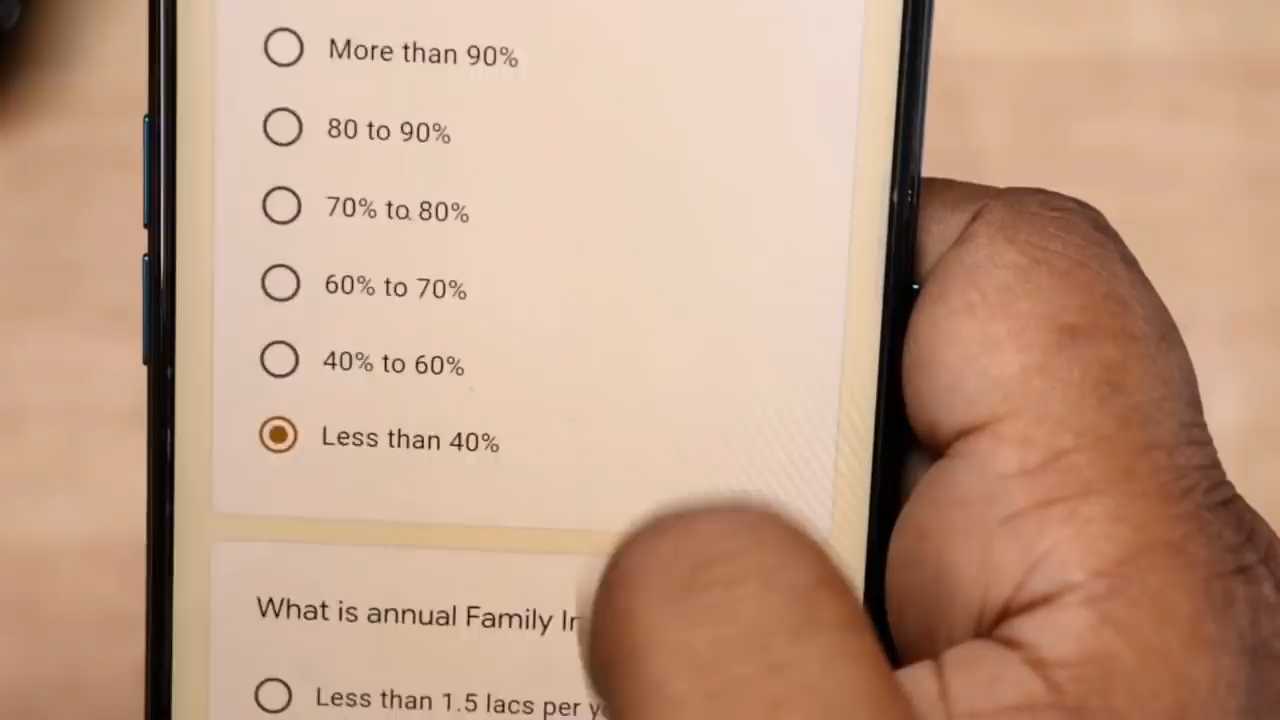 More than 90%
80 to 90%
70% to 80%
60% to 70%
40% to 60%
Less than 40%
What is annual Family
Less than 1.5 lacs per